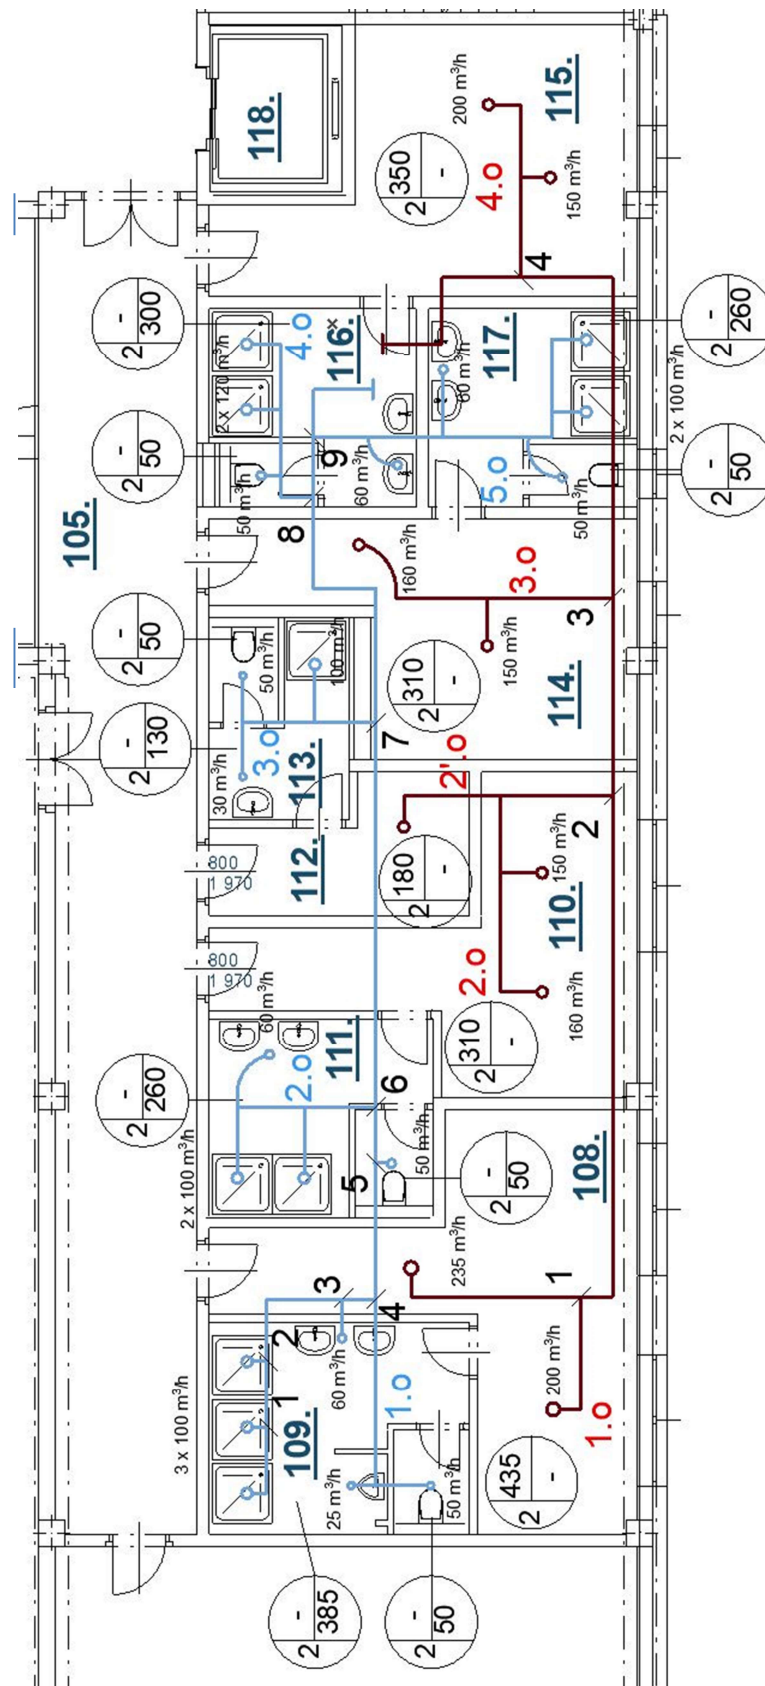 105.
-
2 385
-
2 50
3 x 100 m³/h
109.
1
2
3
4
25 m³/h
50 m³/h
60 m³/h
1.o
435
2 -
200 m³/h
1.o
1
235 m³/h
108.
-
2 260
2 x 100 m³/h
60 m³/h
111.
2.o
5
6
50 m³/h
-
2 50
310
2 -
2.o
160 m³/h
150 m³/h
110.
800
1 970
800
1 970
112.
180
2 -
2'.o
2
-
2 130
-
2 50
30 m³/h
50 m³/h
100 m³/h
3.o
113.
7
310
2 -
150 m³/h
160 m³/h
114.
3.o
3
8
9
-
2 50
-
2 300
50 m³/h
2 x 120 m³/h
4.o
116.
60 m³/h
60 m³/h
117.
5.o
50 m³/h
2 x 100 m³/h
-
2 50
-
2 260
118.
350
2 -
4
4.o
200 m³/h
150 m³/h
115.